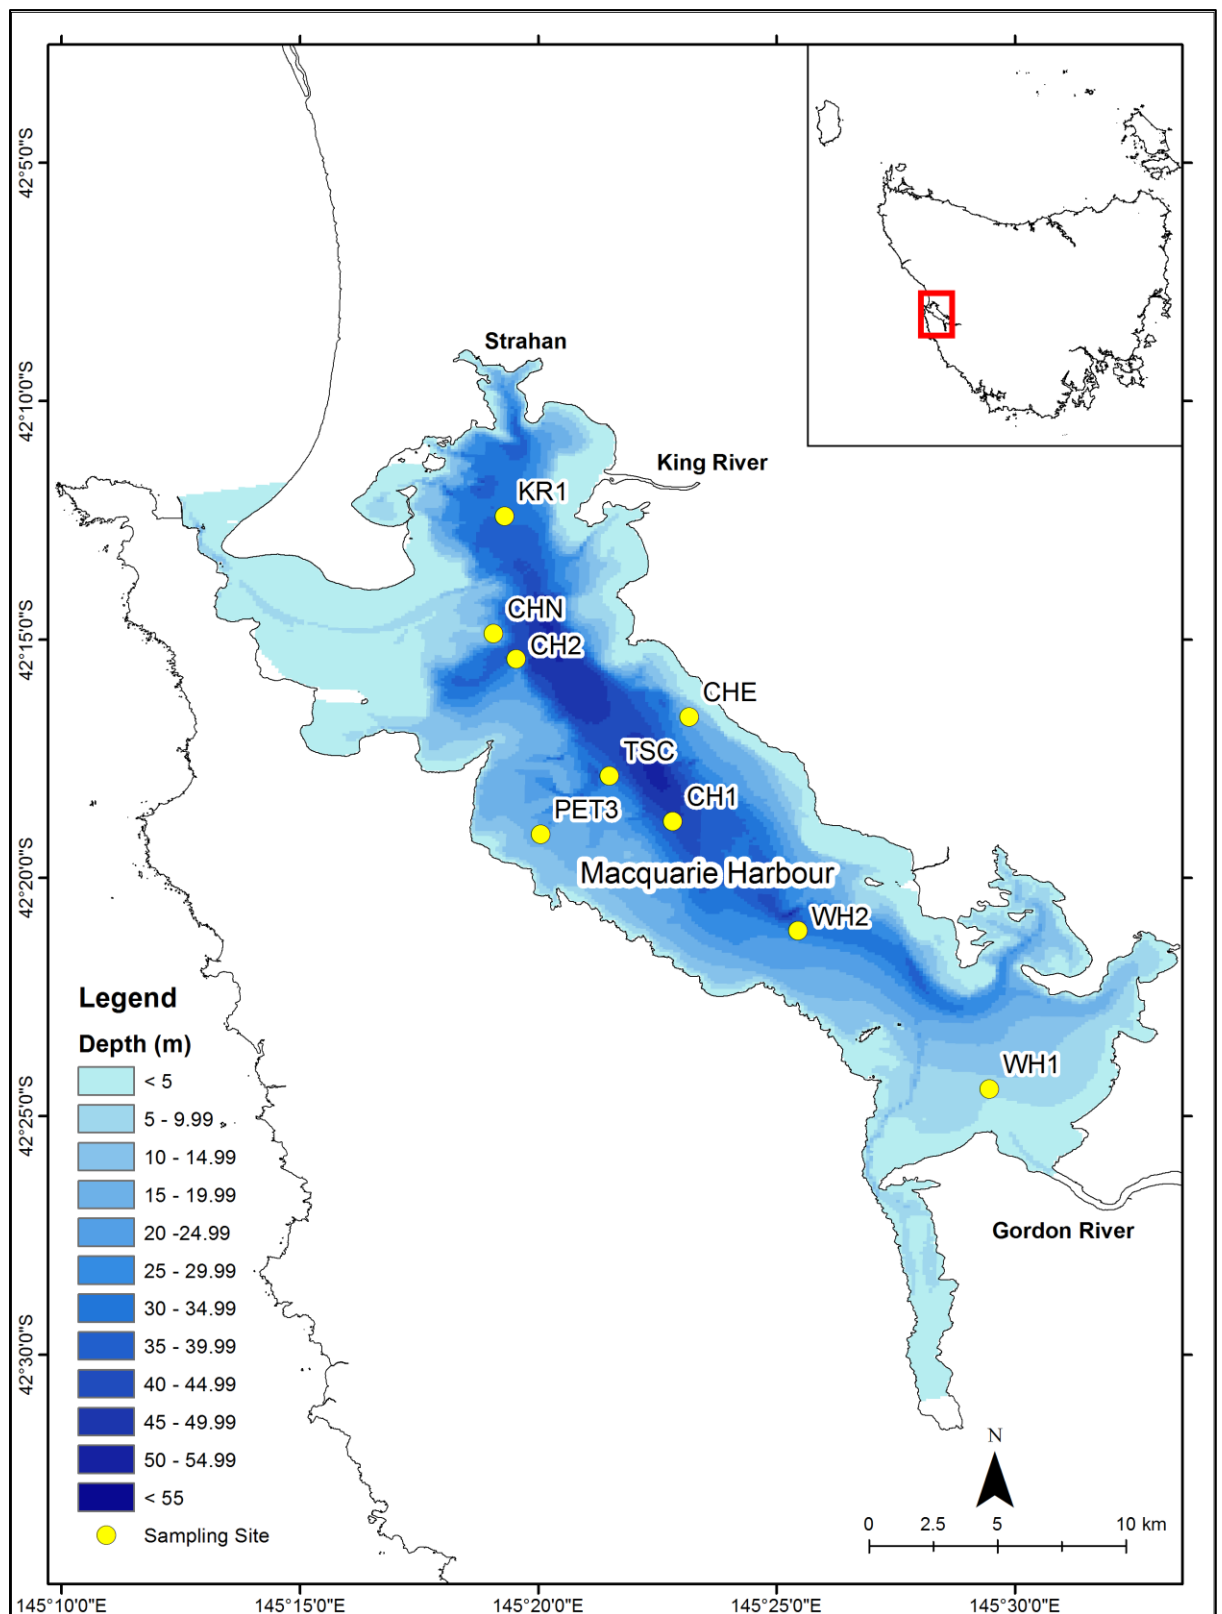 42°5'0"S
42°10'0"S
42°15'0"S
42°20'0"S
42°25'0"S
42°30'0"S
Strahan
King River
KR1
CHN
CH2
CHE
TSC
CH1
PET3
Macquarie Harbour
WH2
WH1
Gordon River
Legend
Depth (m)
< 5
5 - 9.99
10 - 14.99
15 - 19.99
20 -24.99
25 - 29.99
30 - 34.99
35 - 39.99
40 - 44.99
45 - 49.99
50 - 54.99
< 55
Sampling Site
N
0 2.5 5 10 km
145°10'0"E 145°15'0"E 145°20'0"E 145°25'0"E 145°30'0"E